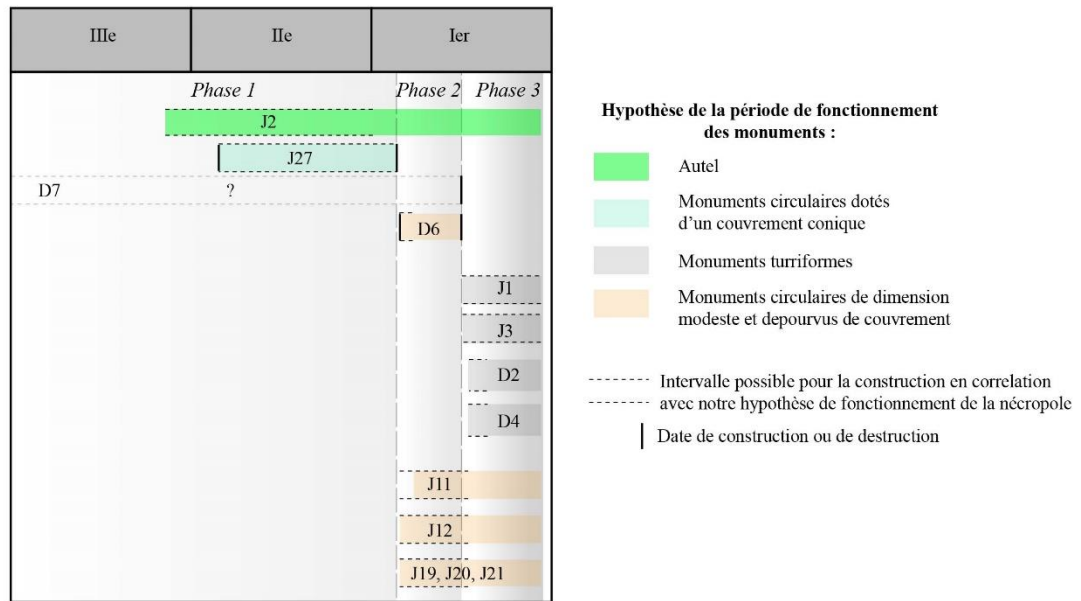 IIIe IIe Ier
Phase 1 Phase 2 Phase 3
J2
J27
D7 ?
D6
J1
J3
D2
D4
J11
J12
J19, J20, J21
Hypothèse de la période de fonctionnement
des monuments :
Autel
Monuments circulaires dotés
d’un couvrement conique
Monuments turriformes
Monuments circulaires de dimension
modeste et depourvus de couvrement
Intervalle possible pour la construction en correlation
avec notre hypothèse de fonctionnement de la nécropole
Date de construction ou de destruction